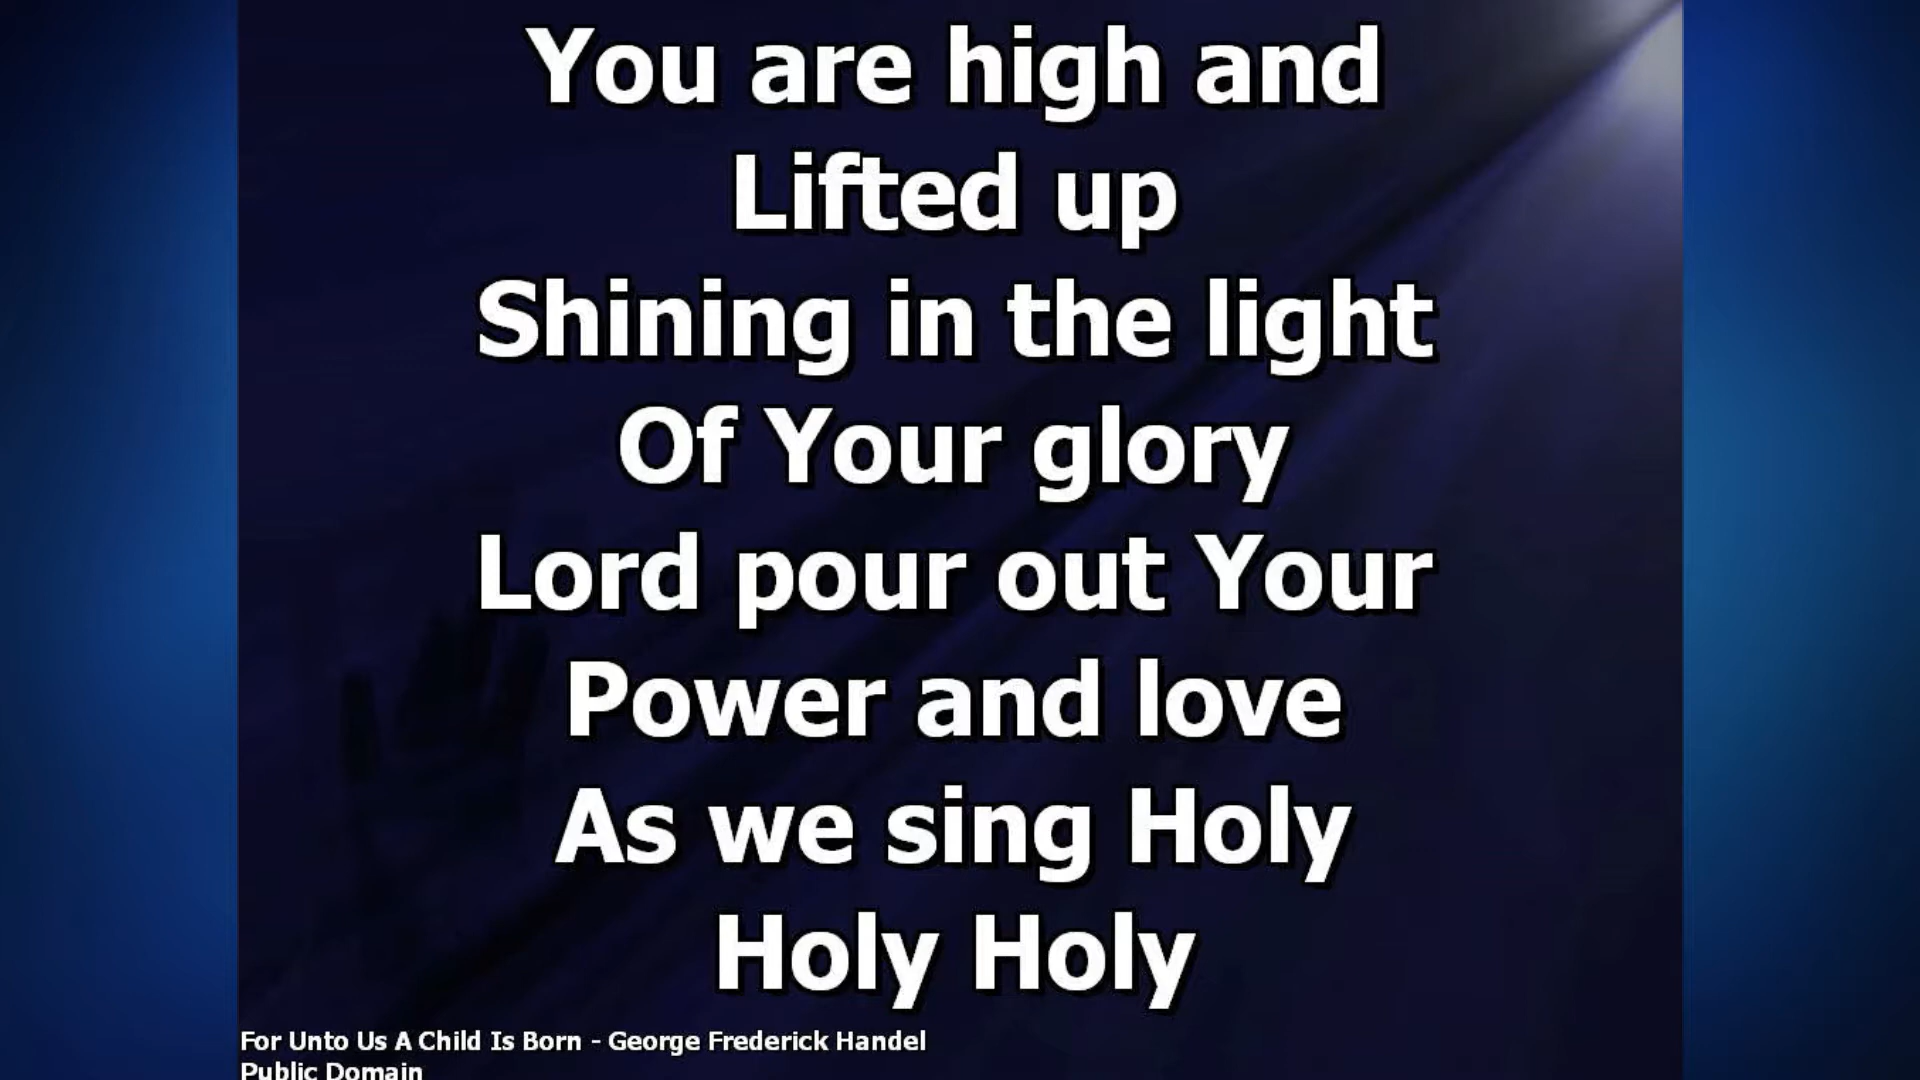 You are high and
Lifted up
Shining in the light
Of Your glory
Lord pour out Your
Power and love
As we sing Holy
Holy Holy
For Unto Us A Child Is Born - George Frederick Handel
Public Domain